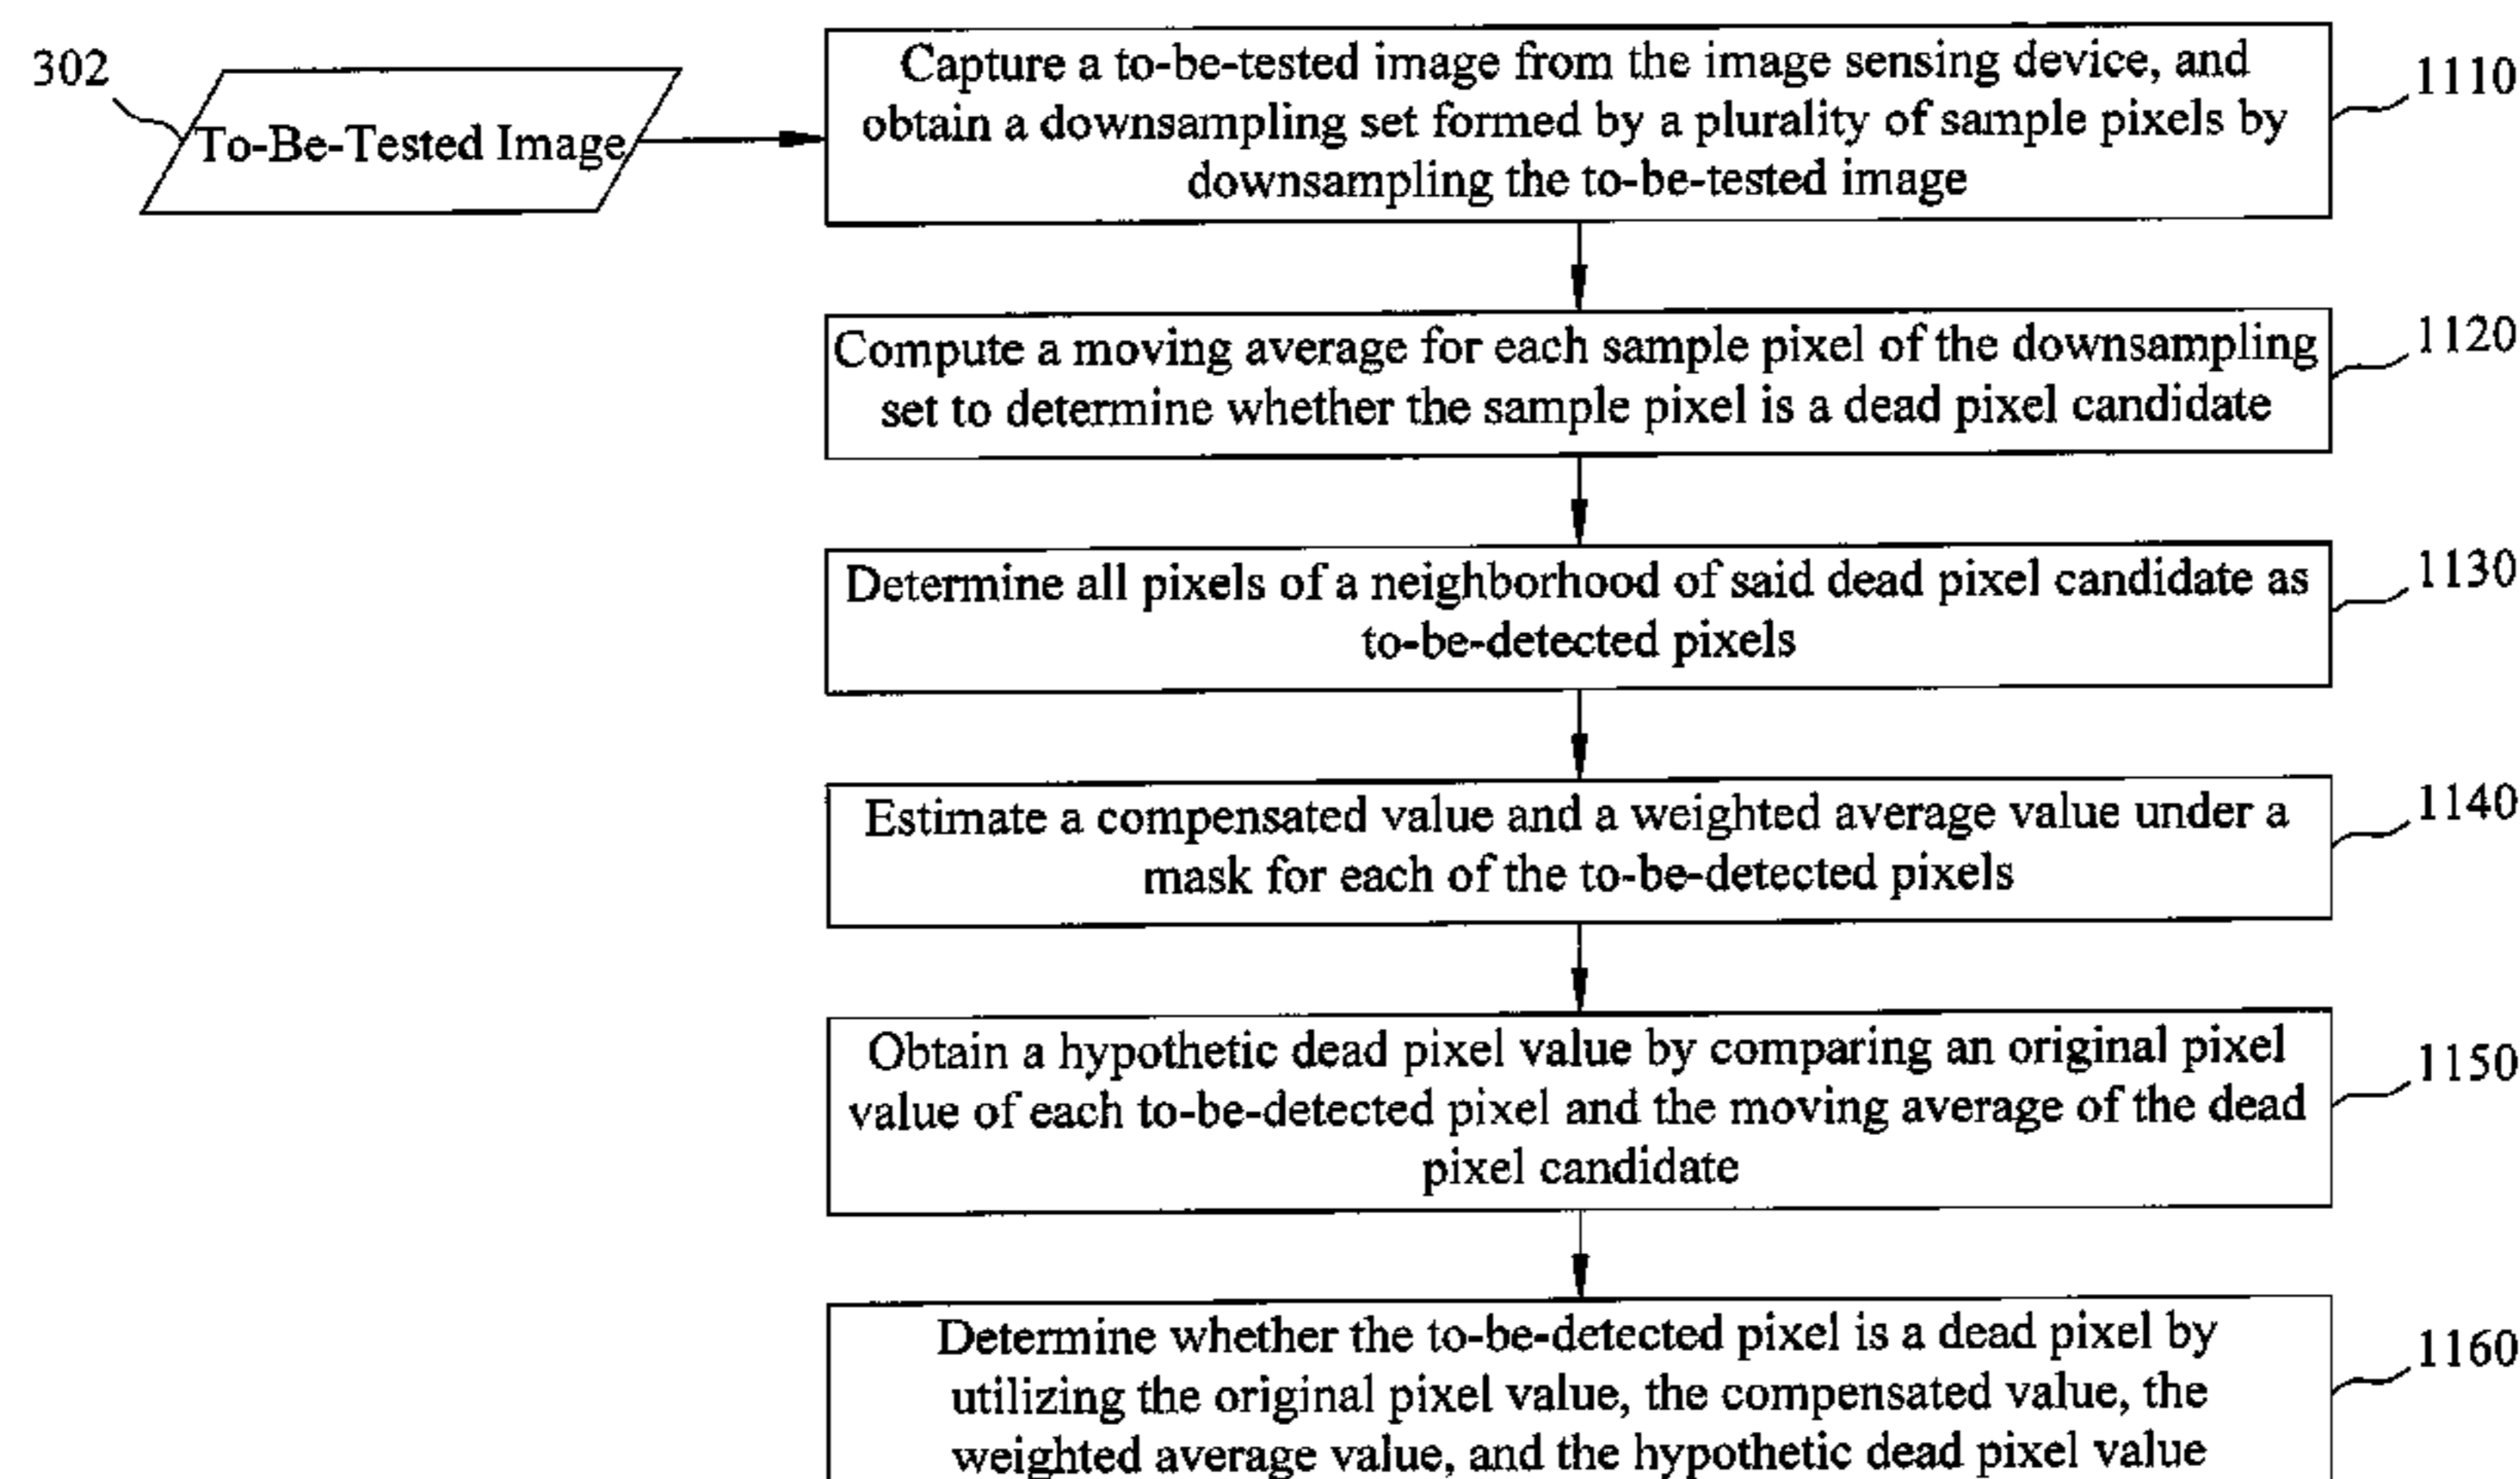 302
To-Be-Tested Image
Capture a to-be-tested image from the image sensing device, and
obtain a downsampling set formed by a plurality of sample pixels by
downsampling the to-be-tested image
1110
Compute a moving average for each sample pixel of the downsampling
set to determine whether the sample pixel is a dead pixel candidate
1120
Determine all pixels of a neighborhood of said dead pixel candidate as
to-be-detected pixels
1130
Estimate a compensated value and a weighted average value under a
mask for each of the to-be-detected pixels
1140
Obtain a hypothetic dead pixel value by comparing an original pixel
value of each to-be-detected pixel and the moving average of the dead
pixel candidate
1150
Determine whether the to-be-detected pixel is a dead pixel by
utilizing the original pixel value, the compensated value, the
weighted average value, and the hypothetic dead pixel value
1160